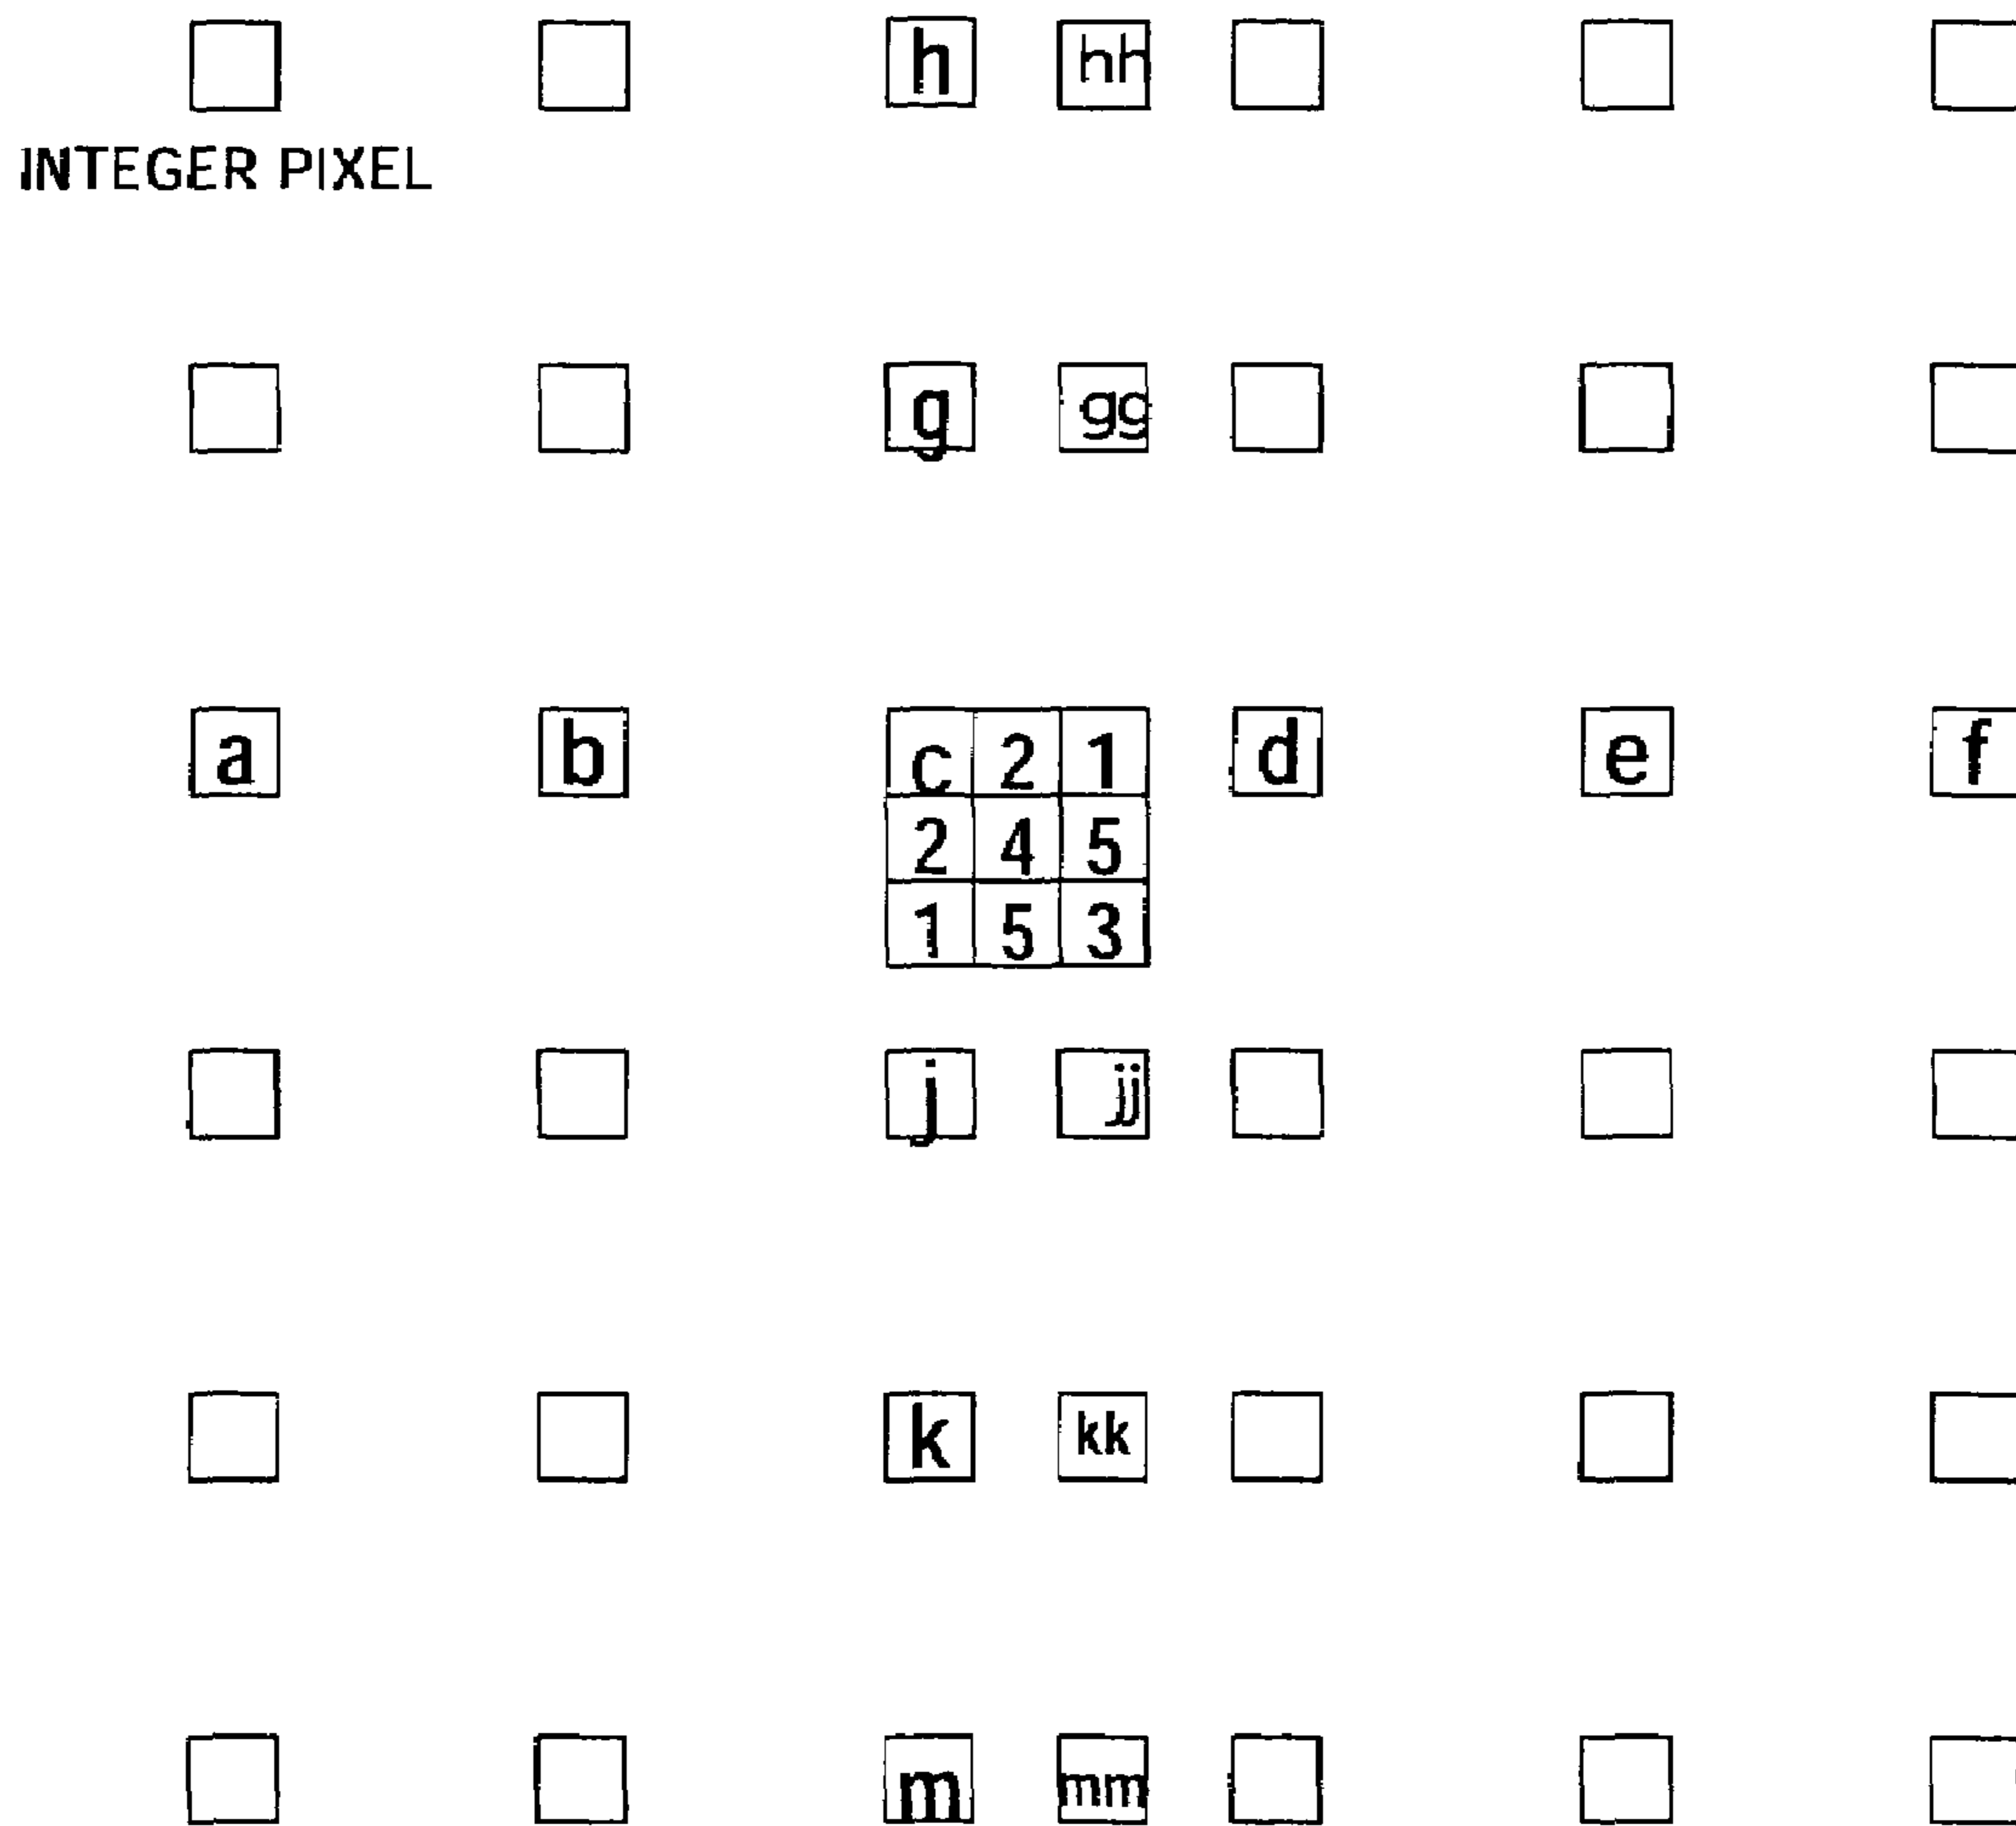 h hh
INTEGER PIXEL
g gg
a b c 2 1 d e f
2 4 5
1 5 3
j jj
k kk
m mm